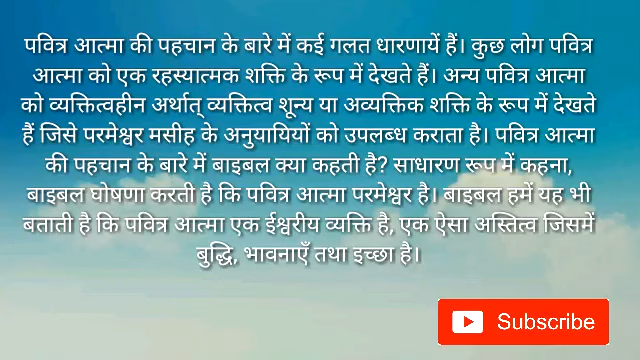 पवित्र आत्मा की पहचान के बारे में कई गलत धारणायें हैं। कुछ लोग पवित्र
आत्मा को एक रहस्यात्मक शक्ति के रूप में देखते हैं। अन्य पवित्र आत्मा
को व्यक्तित्वहीन अर्थात् व्यक्तित्व शून्य या अव्यक्तिक शक्ति के रूप में देखते
हैं जिसे परमेश्वर मसीह के अनुयायियों को उपलब्ध कराता है। पवित्र आत्मा
की पहचान के बारे में बाइबल क्या कहती है? साधारण रूप में कहना,
बाइबल घोषणा करती है कि पवित्र आत्मा परमेश्वर है। बाइबल हमें यह भी
बताती है कि पवित्र आत्मा एक ईश्वरीय व्यक्ति है, एक ऐसा अस्तित्व जिसमें
बुद्धि, भावनाएँ तथा इच्छा है।
Subscribe